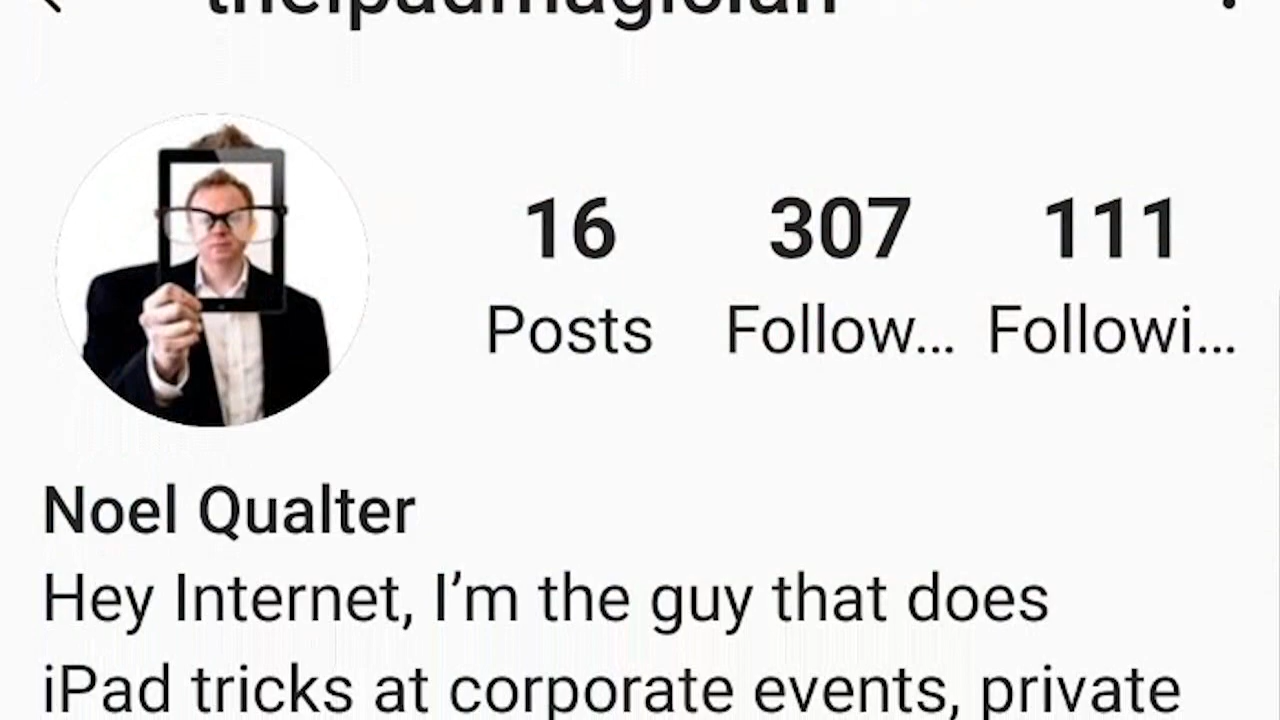 theipadmagician
16 307 111
Posts Follow... Followi...
Noel Qualter
Hey Internet, I’m the guy that does
iPad tricks at corporate events, private